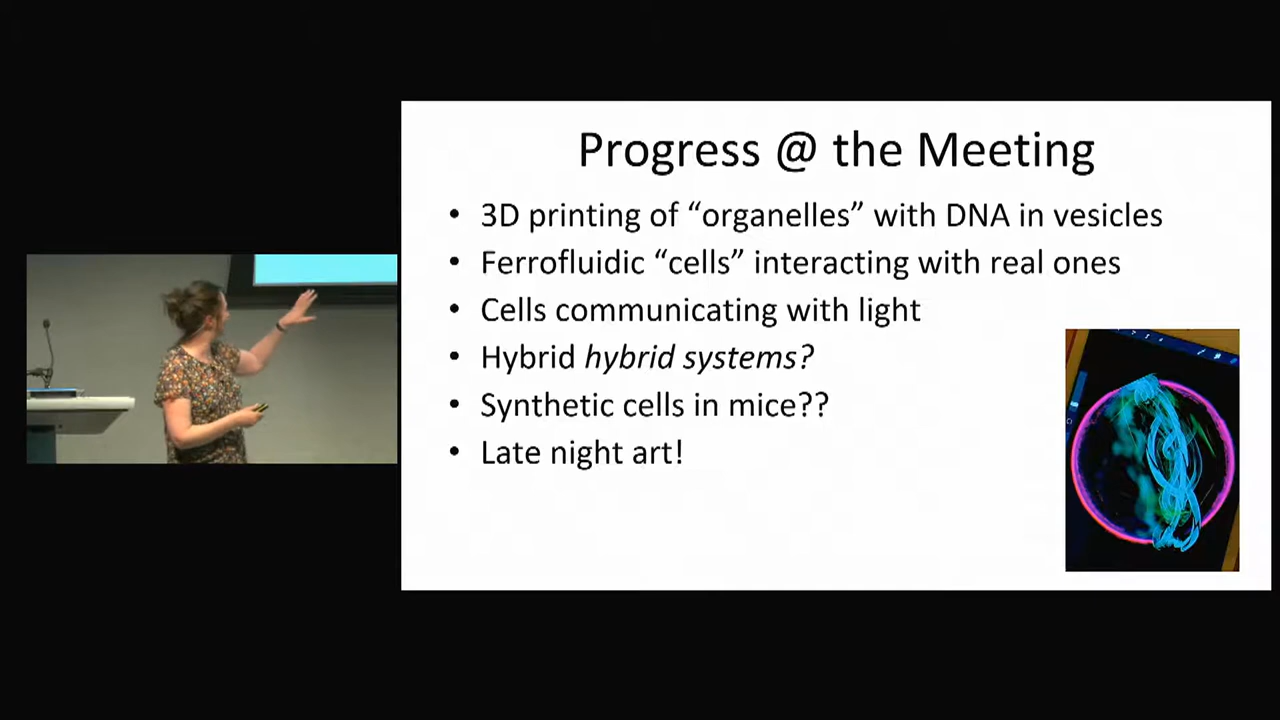 Progress @ the Meeting
• 3D printing of “organelles” with DNA in vesicles
• Ferrofluidic “cells” interacting with real ones
• Cells communicating with light
• Hybrid hybrid systems?
• Synthetic cells in mice??
• Late night art!